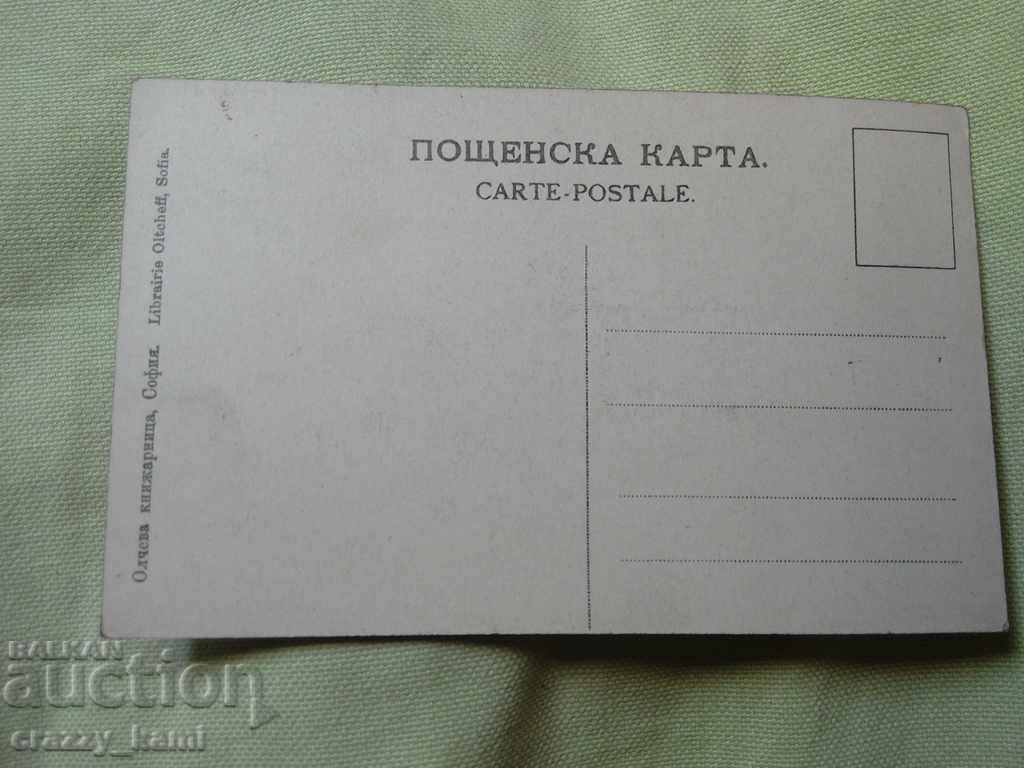 ПОЩЕНСКА КАРТА.
CARTE-POSTALE.
Олчева книжарница, София. Librairie Oltcheff, Sofia.
BALKAN
auction
crazzy_kami